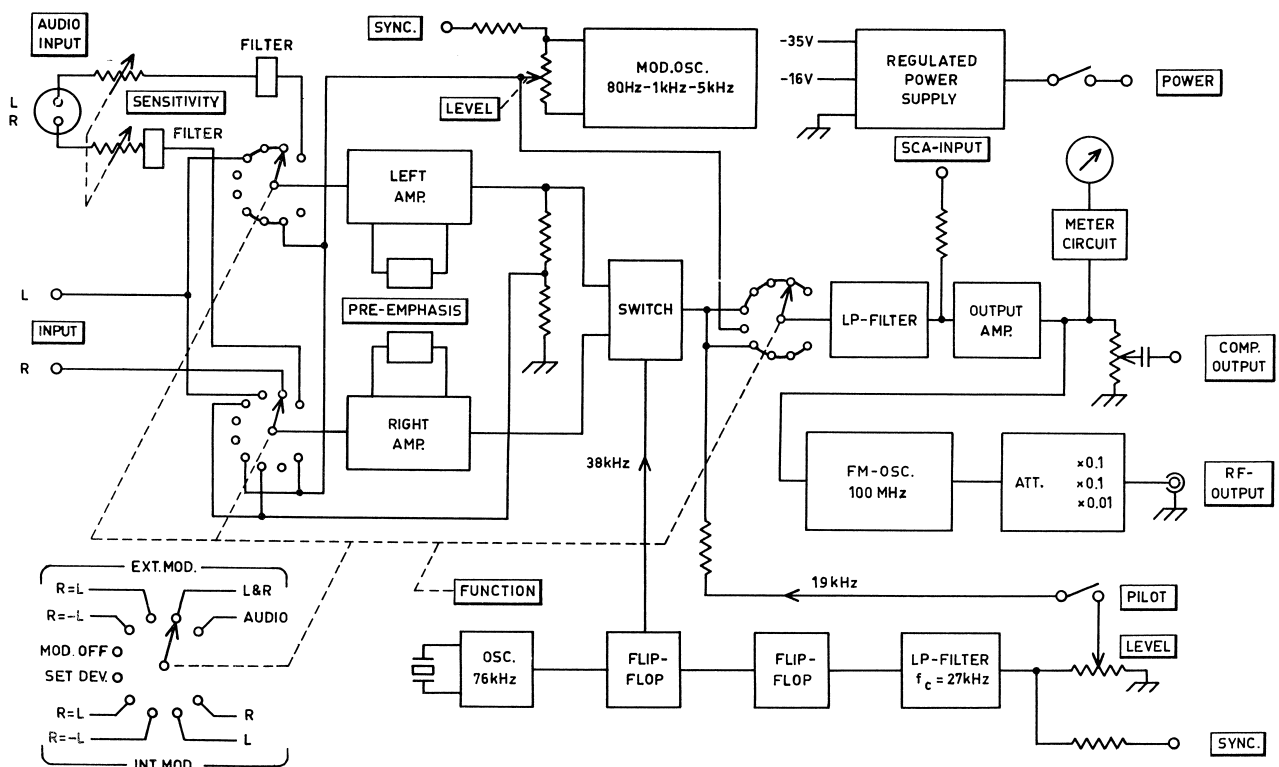 AUDIO
INPUT
L
R
SENSITIVITY
FILTER
FILTER
SYNC.
LEVEL
MOD.OSC.
80Hz-1kHz-5kHz
-35V
-16V
REGULATED
POWER
SUPPLY
POWER
SCA-INPUT
METER
CIRCUIT
LEFT
AMP.
PRE-EMPHASIS
RIGHT
AMP.
L
INPUT
R
SWITCH
LP-FILTER
OUTPUT
AMP.
COMP.
OUTPUT
38kHz
FM-OSC.
100 MHz
ATT.
×0.1
×0.1
×0.01
RF-
OUTPUT
EXT.MOD.
R=L
L&R
R=-L
AUDIO
MOD. OFF
SET DEV.
R=L
R
R=-L
L
INT.MOD.
FUNCTION
19kHz
PILOT
LEVEL
OSC.
76kHz
FLIP-
FLOP
FLIP-
FLOP
LP-FILTER
fc = 27kHz
SYNC.